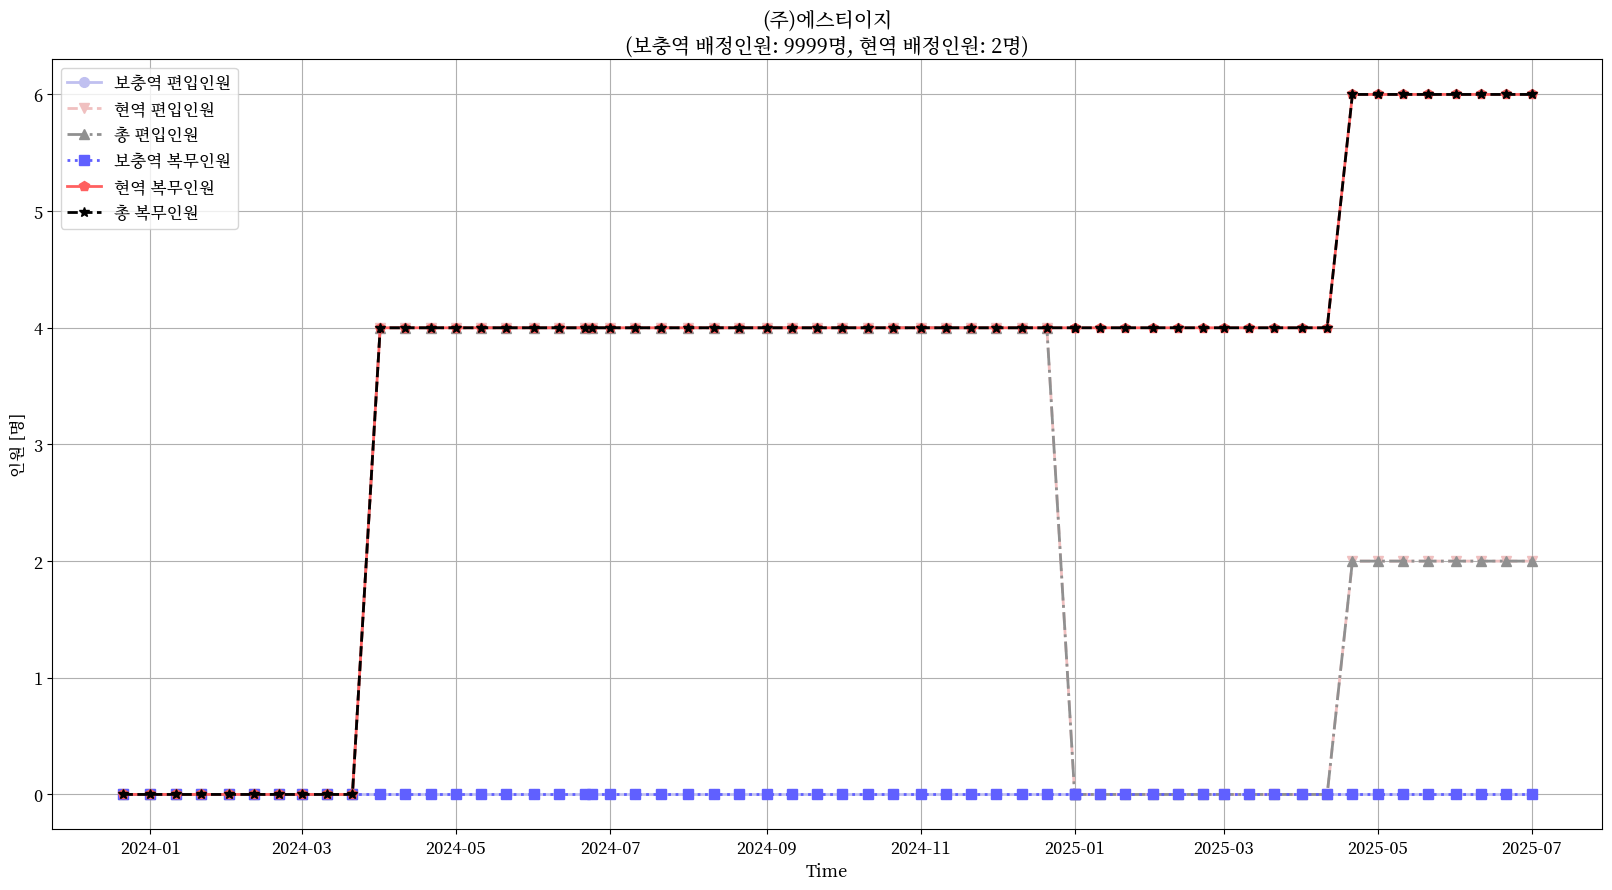 (주)에스티이지
(보충역 배정인원: 9999명, 현역 배정인원: 2명)
보충역 편입인원
현역 편입인원
총 편입인원
보충역 복무인원
현역 복무인원
총 복무인원
6
5
4
3
2
1
0
인원 [명]
2024-01
2024-03
2024-05
2024-07
2024-09
2024-11
2025-01
2025-03
2025-05
2025-07
Time